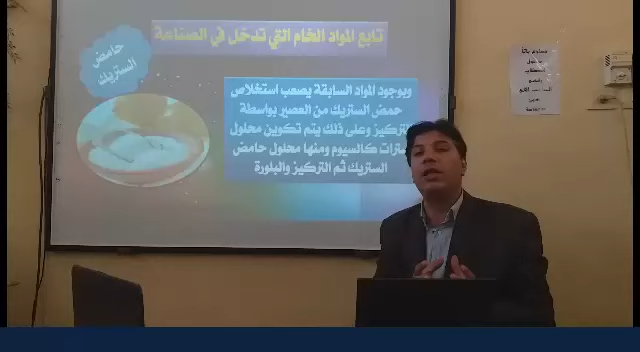 تابع المواد الخام التي تدخل في الصناعة
حامض
الستريك
وبوجود المواد السابقة يصعب استخلاص
حمض الستريك من العصير بواسطة
التركيز وعلى ذلك يتم تكوين محلول
كالسيوم ومنها محلول حامض
الستريك ثم التركيز والبلورة